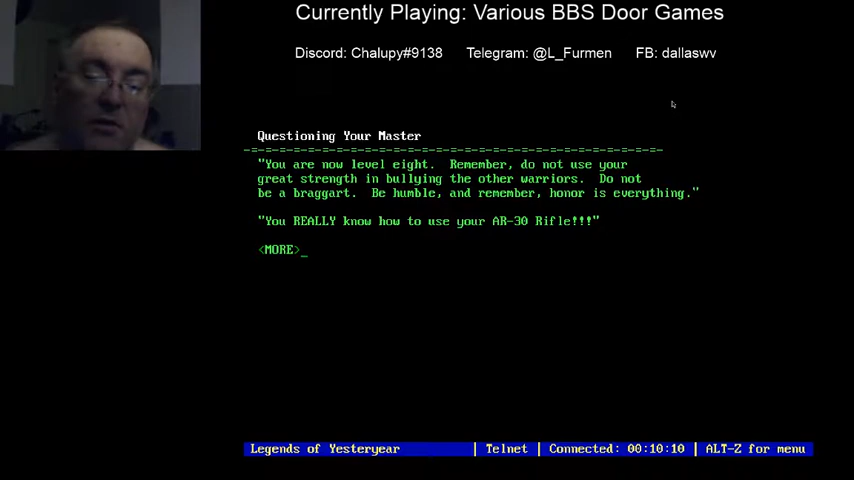 Currently Playing: Various BBS Door Games
Discord: Chalupy#9138 Telegram: @L_Furmen FB: dallaswv
Questioning Your Master
-=-=-=-=-=-=-=-=-=-=-=-=-=-=-=-=-=-=-=-=-=-=-=-=-=-=-=-=-=-
"You are now level eight. Remember, do not use your
great strength in bullying the other warriors. Do not
be a braggart. Be humble, and remember, honor is everything."
"You REALLY know how to use your AR-30 Rifle!!!"
<MORE>_
Legends of Yesteryear | Telnet | Connected: 00:10:10 | ALT-Z for menu